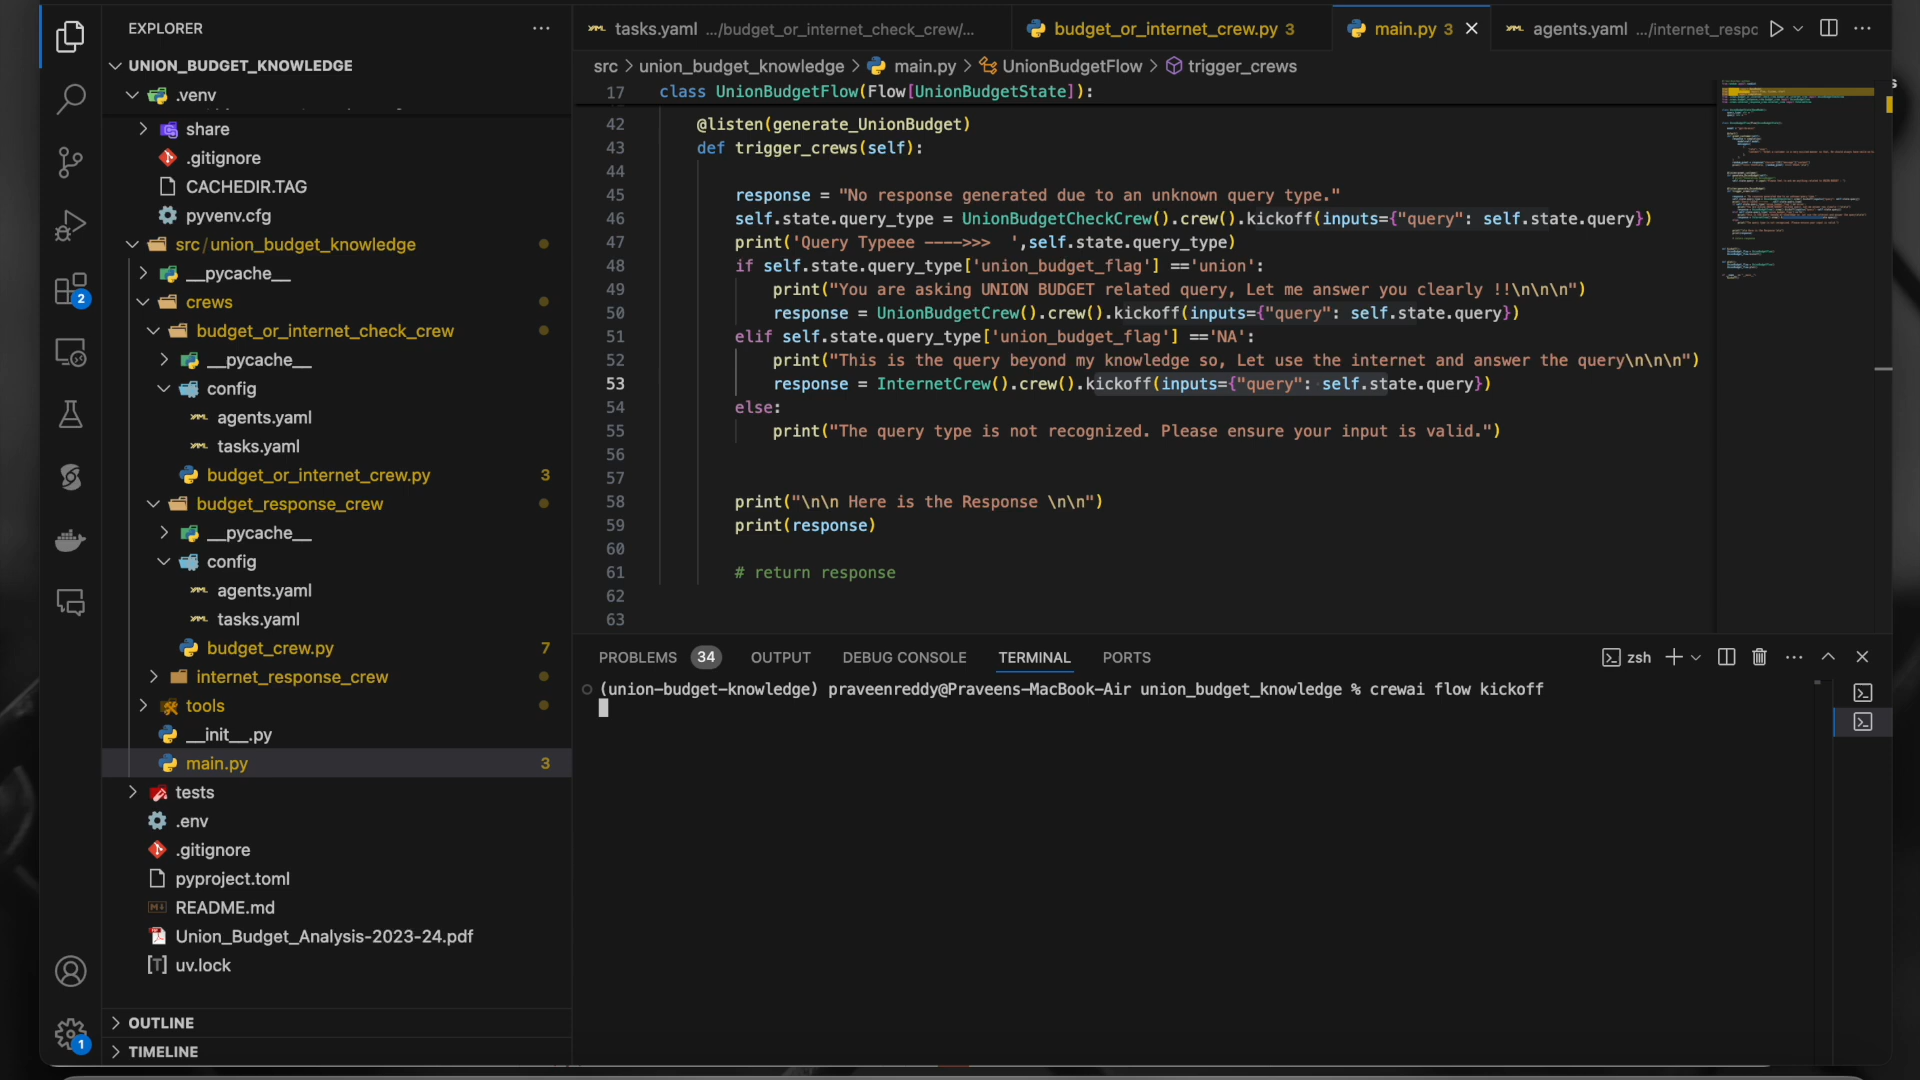 EXPLORER
UNION_BUDGET_KNOWLEDGE
.venv
share
.gitignore
CACHEDIR.TAG
pyvenv.cfg
src/union_budget_knowledge
__pycache__
crews
budget_or_internet_check_crew
__pycache__
config
agents.yaml
tasks.yaml
budget_or_internet_crew.py 3
budget_response_crew
__pycache__
config
agents.yaml
tasks.yaml
budget_crew.py 7
internet_response_crew
tools
__init__.py
main.py 3
tests
.env
.gitignore
pyproject.toml
README.md
Union_Budget_Analysis-2023-24.pdf
uv.lock
OUTLINE
TIMELINE
2
1
tasks.yaml .../budget_or_internet_check_crew/...
budget_or_internet_crew.py 3
main.py 3
agents.yaml .../internet_respc
src > union_budget_knowledge > main.py > UnionBudgetFlow > trigger_crews
17 class UnionBudgetFlow(Flow[UnionBudgetState]):
42 @listen(generate_UnionBudget)
43 def trigger_crews(self):
44
45 response = "No response generated due to an unknown query type."
46 self.state.query_type = UnionBudgetCheckCrew().crew().kickoff(inputs={"query": self.state.query})
47 print('Query Typeee ---->>>  ',self.state.query_type)
48 if self.state.query_type['union_budget_flag'] =='union':
49 print("You are asking UNION BUDGET related query, Let me answer you clearly !!\n\n\n")
50 response = UnionBudgetCrew().crew().kickoff(inputs={"query": self.state.query})
51 elif self.state.query_type['union_budget_flag'] =='NA':
52 print("This is the query beyond my knowledge so, Let use the internet and answer the query\n\n\n")
53 response = InternetCrew().crew().kickoff(inputs={"query": self.state.query})
54 else:
55 print("The query type is not recognized. Please ensure your input is valid.")
56
57
58 print("\n\n Here is the Response \n\n")
59 print(response)
60
61 # return response
62
63
PROBLEMS 34 OUTPUT DEBUG CONSOLE TERMINAL PORTS zsh
(union-budget-knowledge) praveenreddy@Praveens-MacBook-Air union_budget_knowledge % crewai flow kickoff